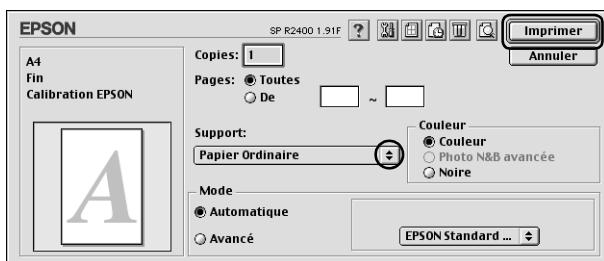 EPSON
SP R2400 1.91F
?
Imprimer
Annuler
A4
Fin
Calibration EPSON
A
Copies: 1
Pages: Toutes
De ~
Support:
Papier Ordinaire
Couleur
Couleur
Photo N&B avancée
Noire
Mode
Automatique
Avancé
EPSON Standard ...